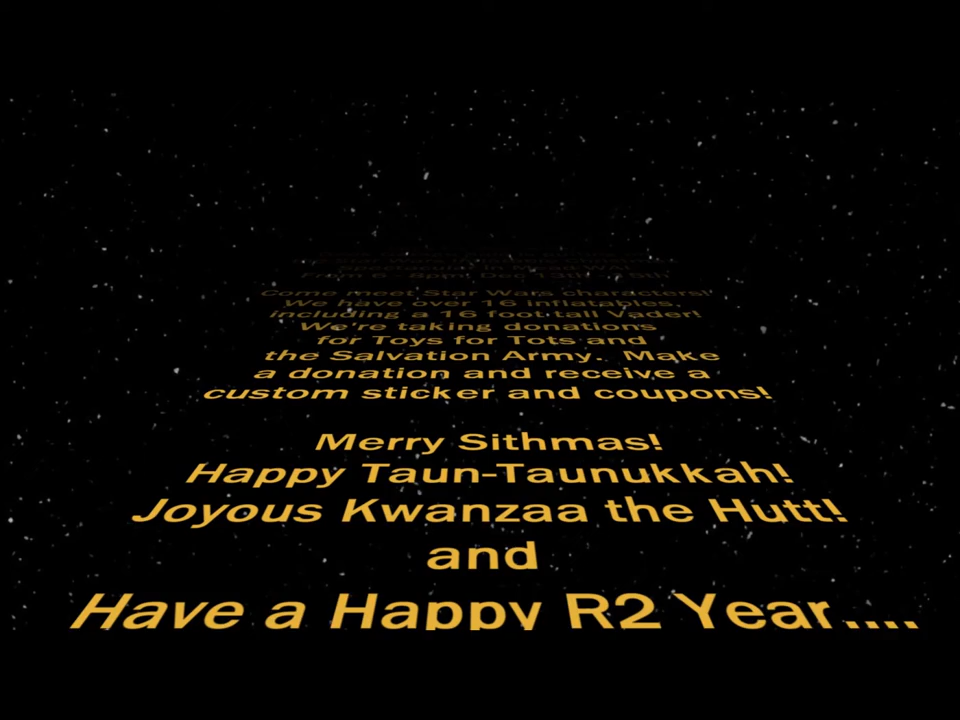 Come meet Star Wars characters!
We have over 16 inflatables,
including a 16 foot tall Vader!
We're taking donations
for Toys for Tots and
the Salvation Army. Make
a donation and receive a
custom sticker and coupons!
Merry Sithmas!
Happy Taun-Taunukkah!
Joyous Kwanzaa the Hutt!
and
Have a Happy R2 Year....